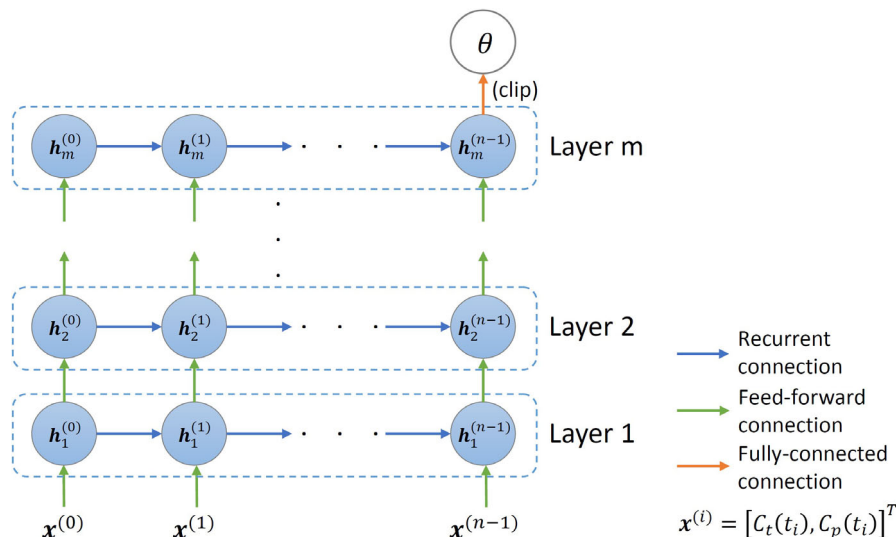 θ
(clip)
h_m^(0) h_m^(1) · · · h_m^(n−1) Layer m
·
·
·
h_2^(0) h_2^(1) · · · h_2^(n−1) Layer 2
h_1^(0) h_1^(1) · · · h_1^(n−1) Layer 1
x^(0) x^(1) x^(n−1)
Recurrent
connection
Feed-forward
connection
Fully-connected
connection
x^(i) = [C_t(t_i), C_p(t_i)]^T